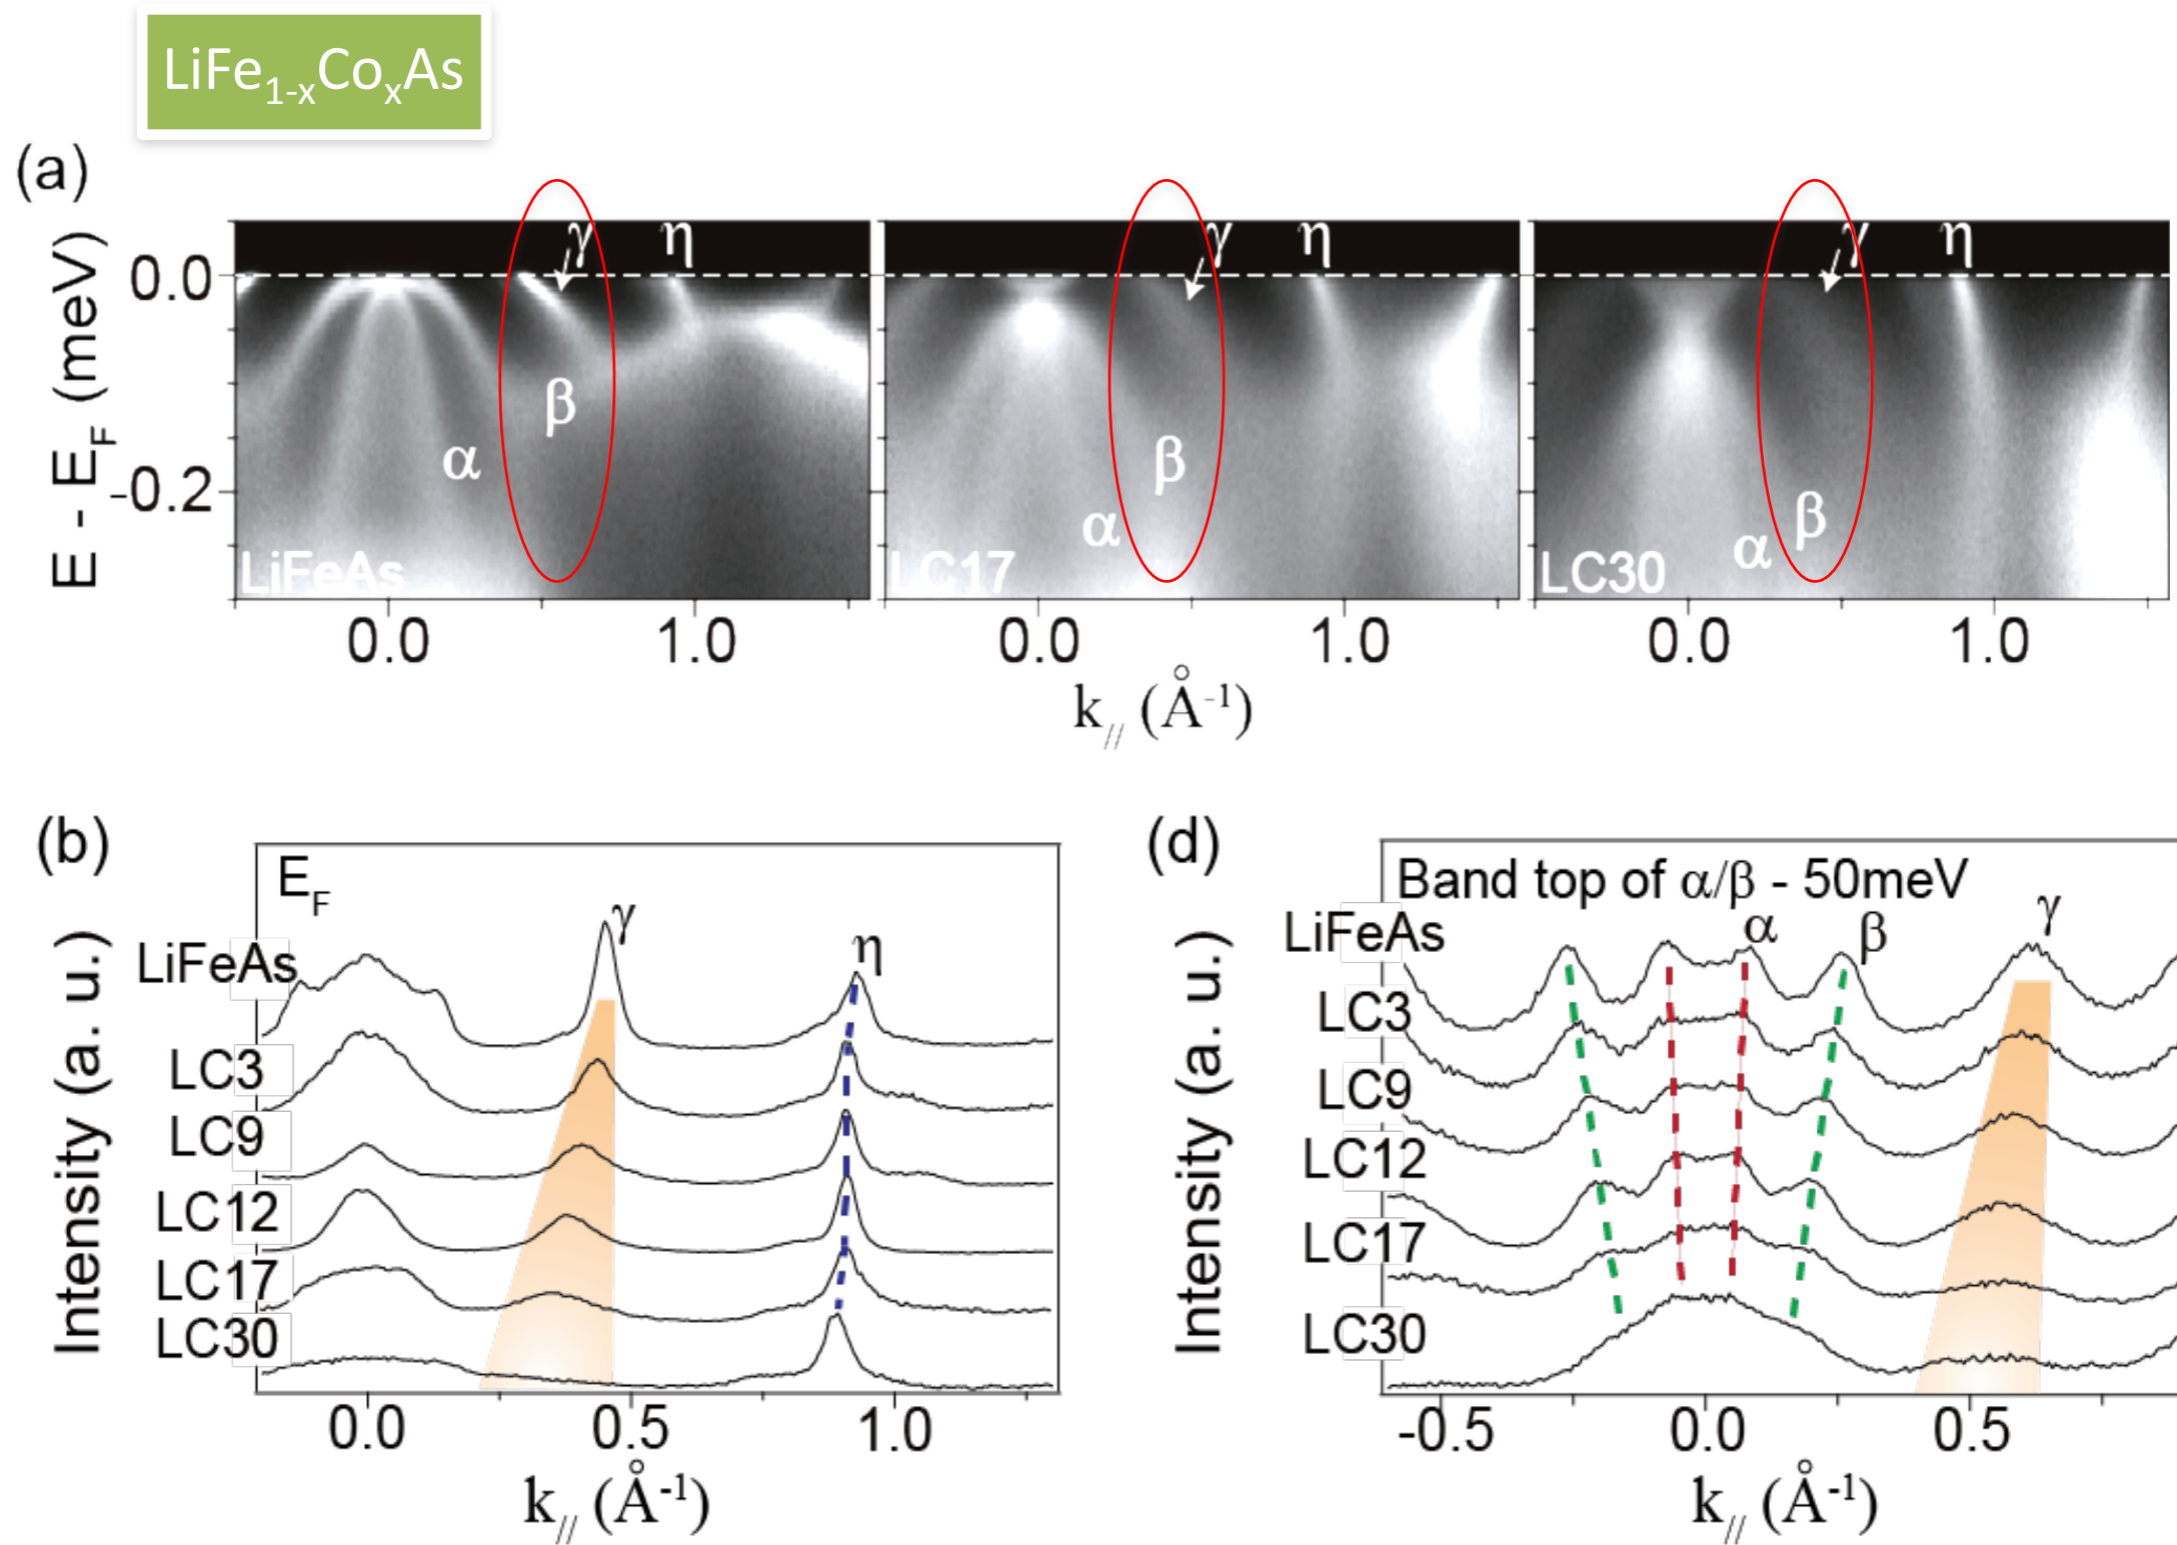 LiFe1-xCoxAs
(a)
γ η γ η γ η
0.0
E - EF (meV)
β
α
β
α
β
α
-0.2
LiFeAs LC17 LC30
0.0 1.0 0.0 1.0 0.0 1.0
k// (Å-1)
(b)
EF
γ
η
LiFeAs
LC3
LC9
LC12
LC17
LC30
Intensity (a. u.)
0.0 0.5 1.0
k// (Å-1)
(d)
Band top of α/β - 50meV
α β γ
LiFeAs
LC3
LC9
LC12
LC17
LC30
Intensity (a. u.)
-0.5 0.0 0.5
k// (Å-1)